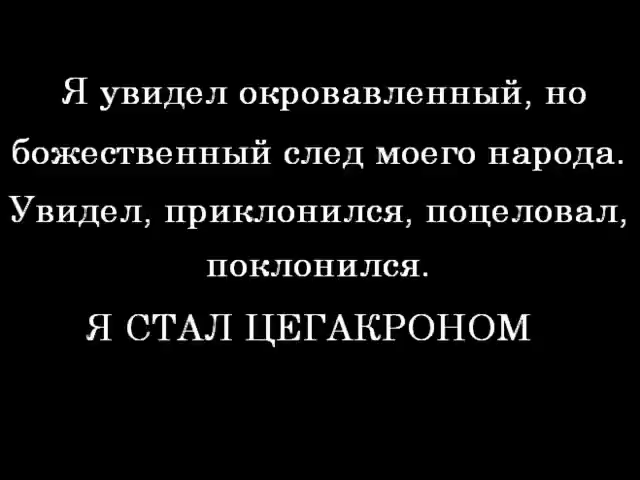 Я увидел окровавленный, но
божественный след моего народа.
Увидел, приклонился, поцеловал,
поклонился.
Я СТАЛ ЦЕГАКРОНОМ